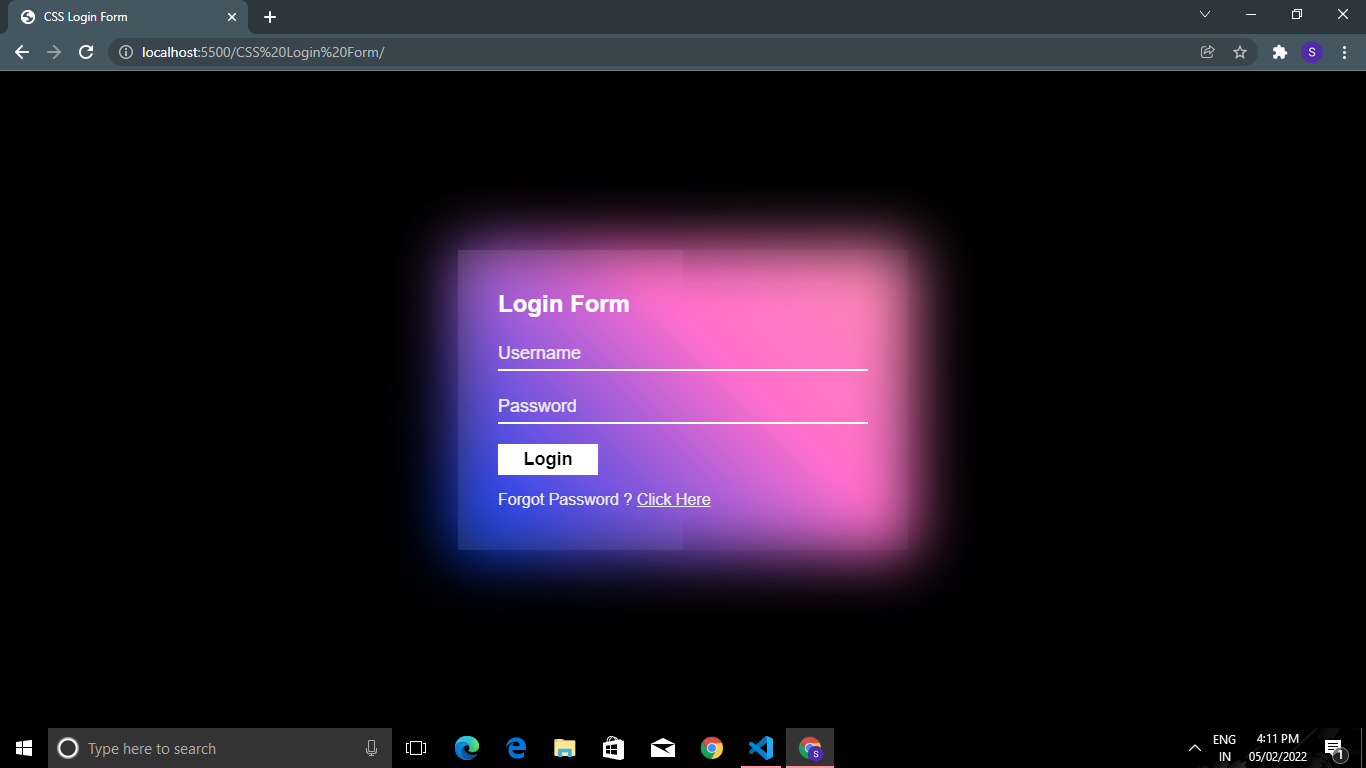 CSS Login Form
localhost:5500/CSS%20Login%20Form/
S
Login Form
Username
Password
Login
Forgot Password ? Click Here
Type here to search
S
ENG
IN
4:11 PM
05/02/2022
1